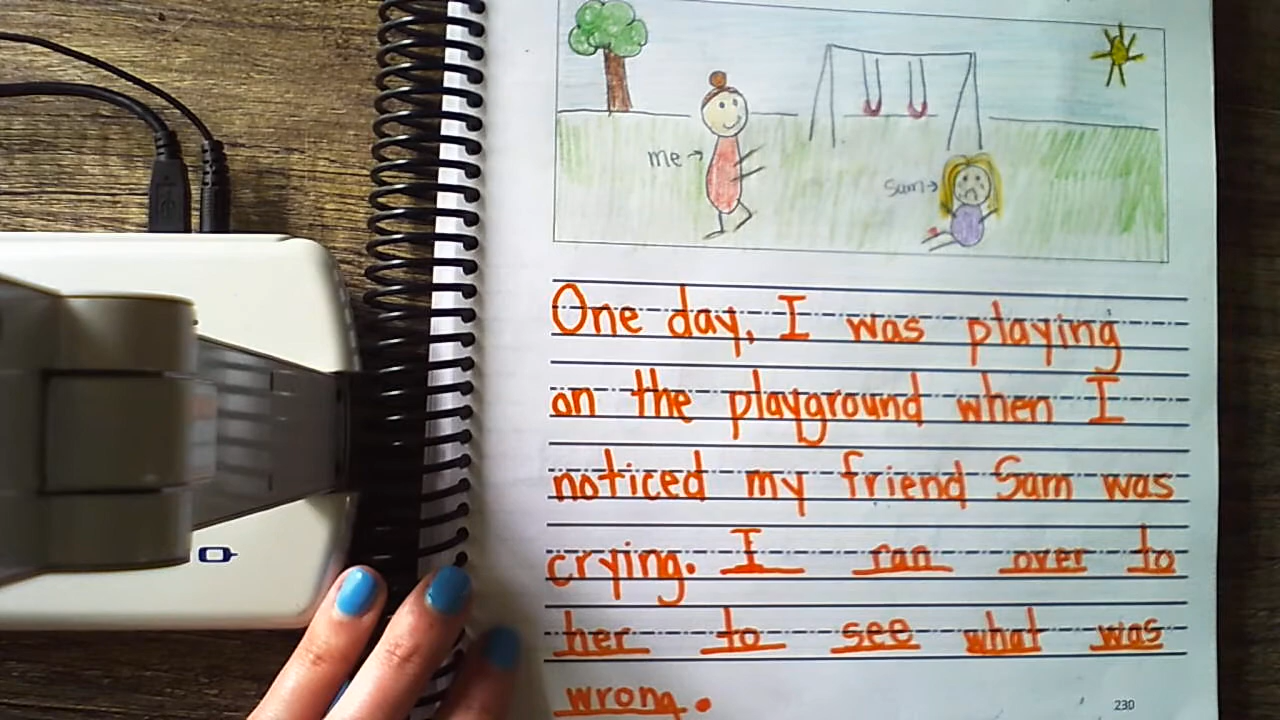 me
Sam
One day, I was playing
on the playground when I
noticed my friend Sam was
crying. I ran over to
her to see what was
wrong.
230